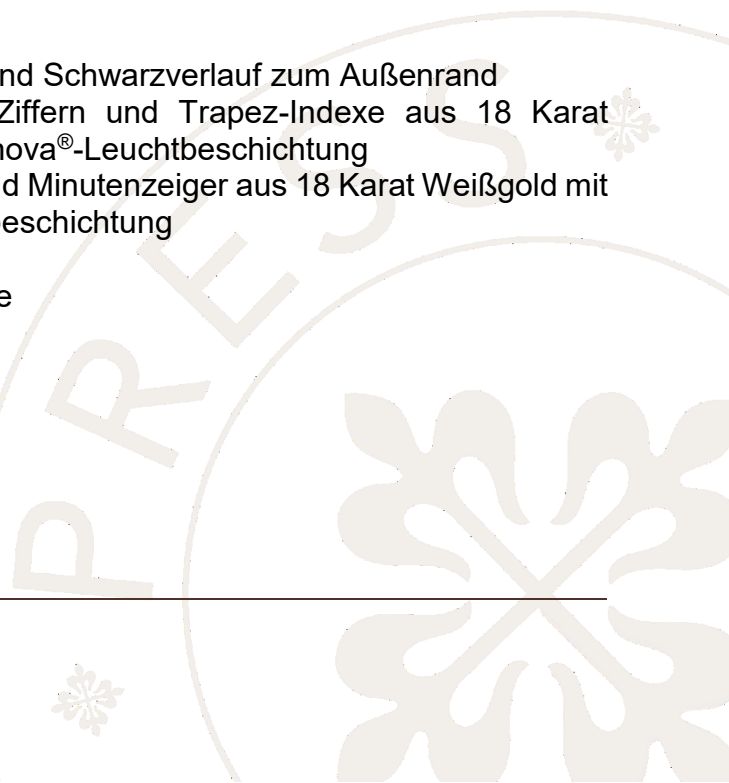 nd Schwarzverlauf zum Außenrand
Ziffern und Trapez-Indexe aus 18 Karat
nova®-Leuchtbeschichtung
d Minutenzeiger aus 18 Karat Weißgold mit
eschichtung
e
PRESS